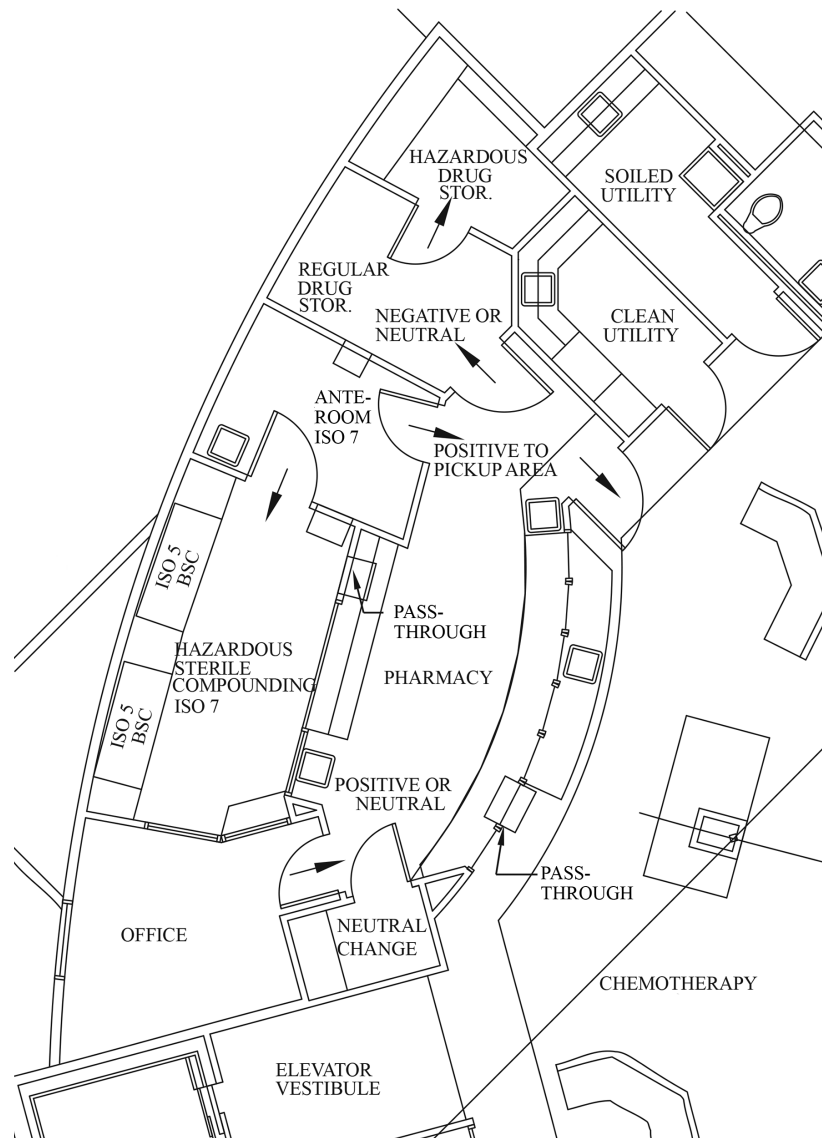 HAZARDOUS
DRUG
STOR.
SOILED
UTILITY
REGULAR
DRUG
STOR.
NEGATIVE OR
NEUTRAL
CLEAN
UTILITY
ANTE-
ROOM
ISO 7
POSITIVE TO
PICKUP AREA
ISO 5
BSC
PASS-
THROUGH
HAZARDOUS
STERILE
COMPOUNDING
ISO 7
PHARMACY
ISO 5
BSC
POSITIVE OR
NEUTRAL
PASS-
THROUGH
OFFICE
NEUTRAL
CHANGE
CHEMOTHERAPY
ELEVATOR
VESTIBULE